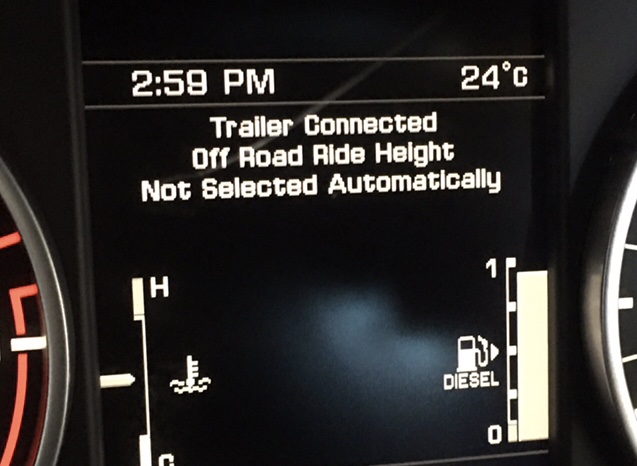 2:59 PM 24°C
Trailer Connected
Off Road Ride Height
Not Selected Automatically
1
H
DIESEL
0
C